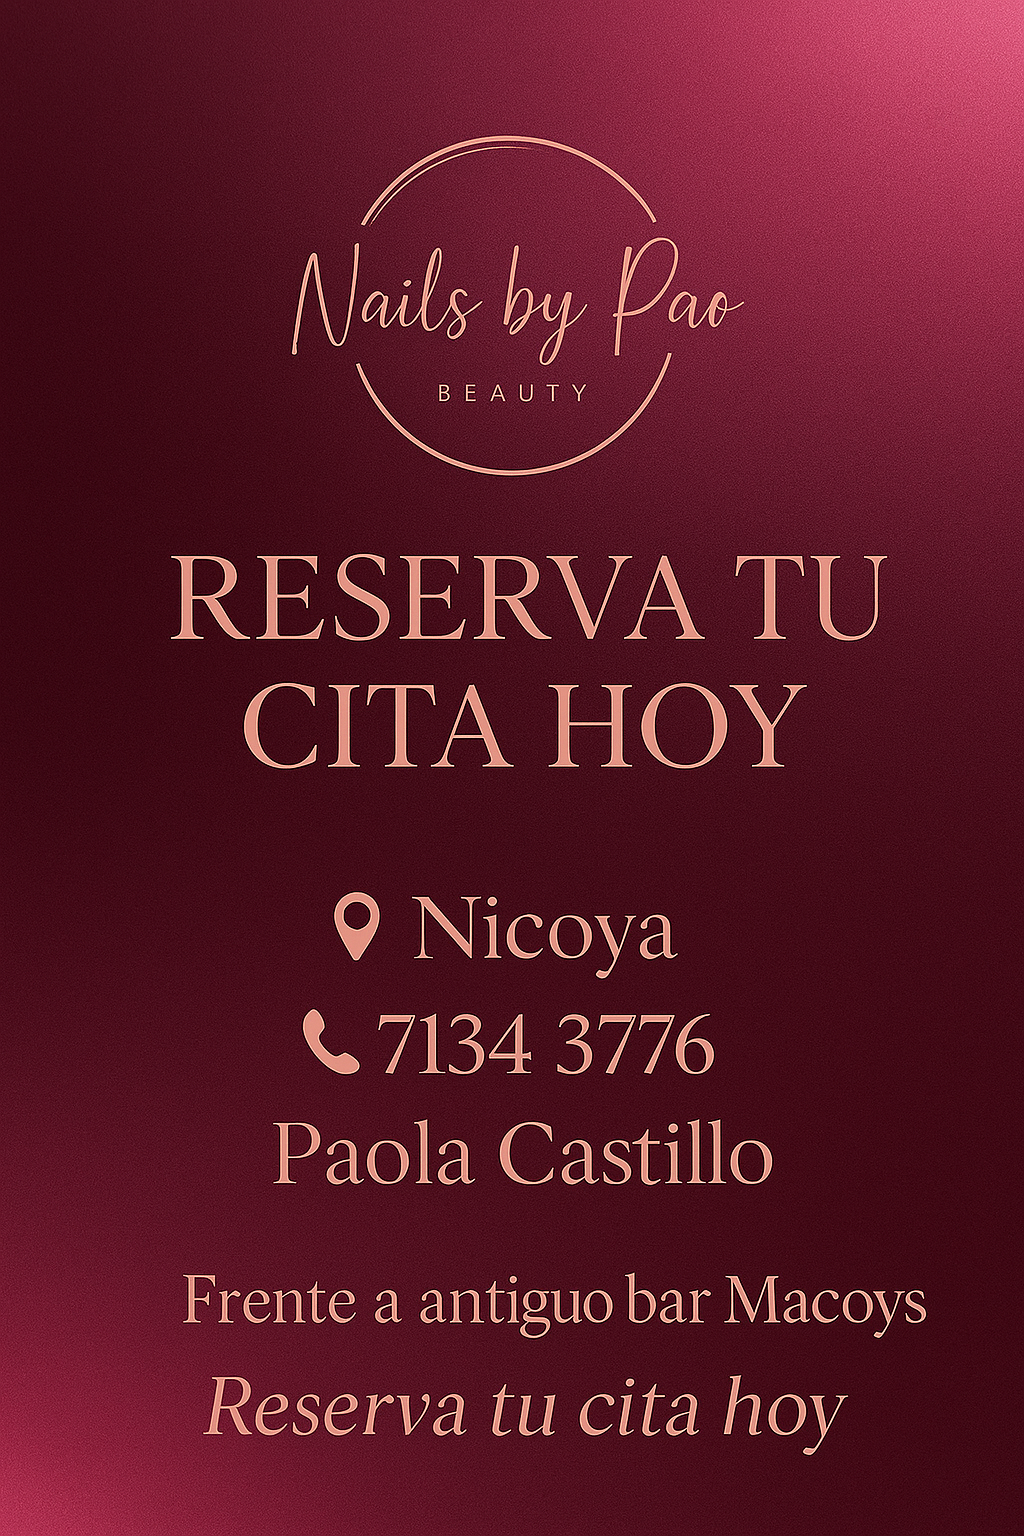 Nails by Pao
BEAUTY
RESERVA TU
CITA HOY
Nicoya
7134 3776
Paola Castillo
Frente a antiguo bar Macoys
Reserva tu cita hoy